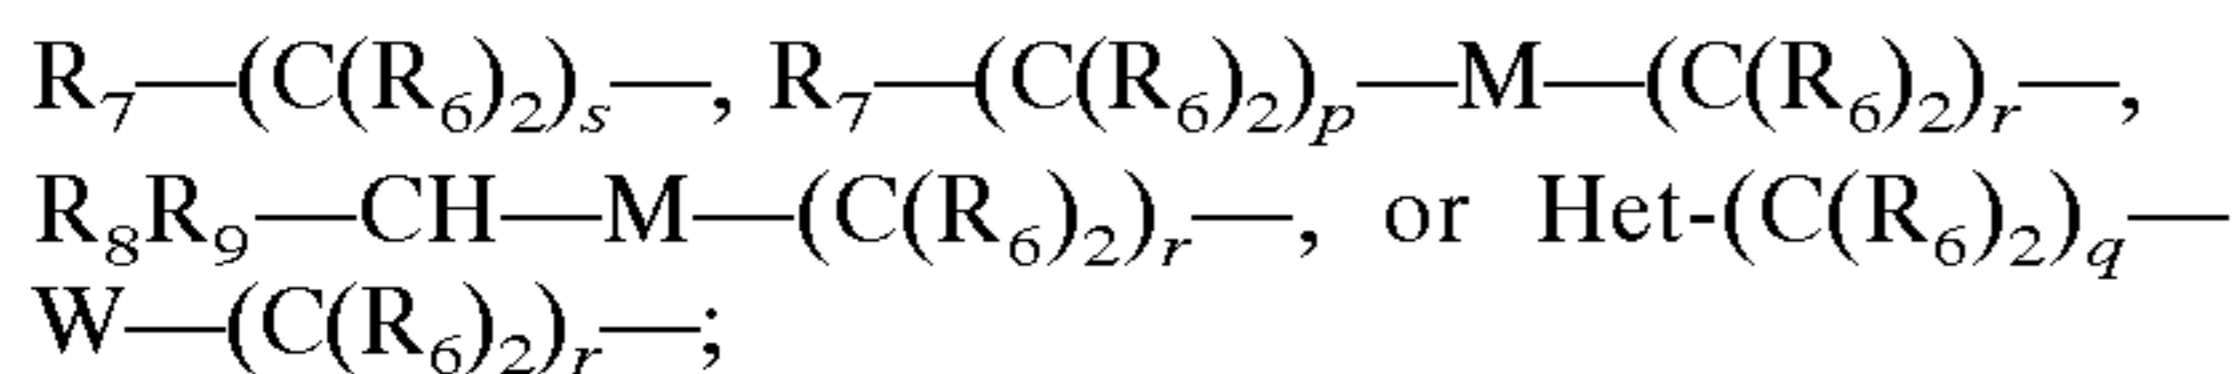 R₇—(C(R₆)₂)ₛ—, R₇—(C(R₆)₂)ₚ—M—(C(R₆)₂)ᵣ—,
R₈R₉—CH—M—(C(R₆)₂)ᵣ—, or Het-(C(R₆)₂)q—
W—(C(R₆)₂)ᵣ—;